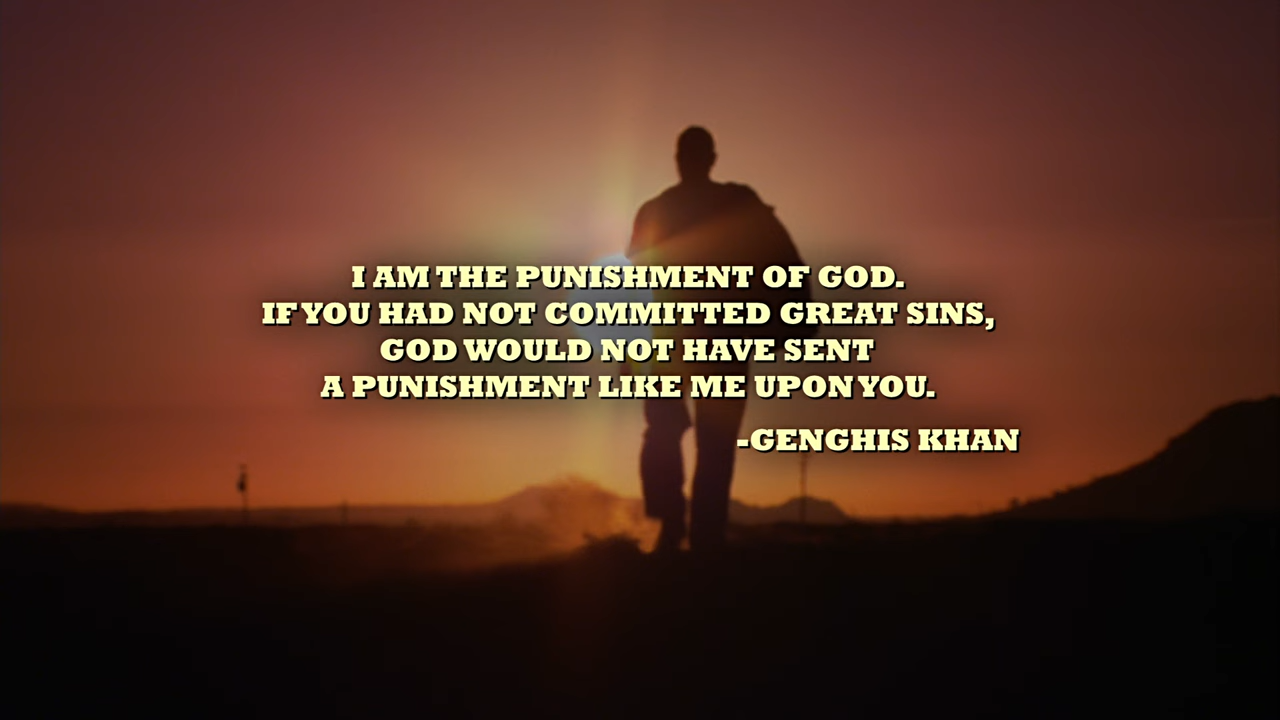 I AM THE PUNISHMENT OF GOD.
IF YOU HAD NOT COMMITTED GREAT SINS,
GOD WOULD NOT HAVE SENT
A PUNISHMENT LIKE ME UPON YOU.
-GENGHIS KHAN